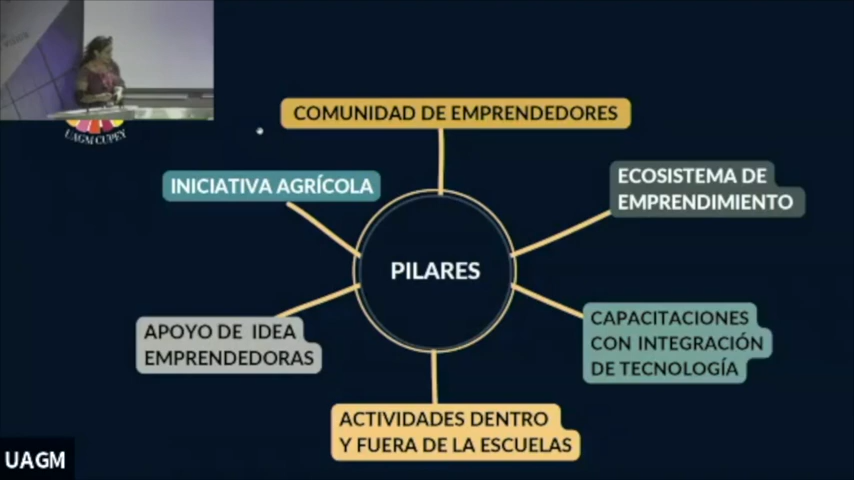 UAGM CUPEY
COMUNIDAD DE EMPRENDEDORES
INICIATIVA AGRÍCOLA
ECOSISTEMA DE
EMPRENDIMIENTO
PILARES
APOYO DE IDEA
EMPRENDEDORAS
CAPACITACIONES
CON INTEGRACIÓN
DE TECNOLOGÍA
ACTIVIDADES DENTRO
Y FUERA DE LA ESCUELAS
UAGM